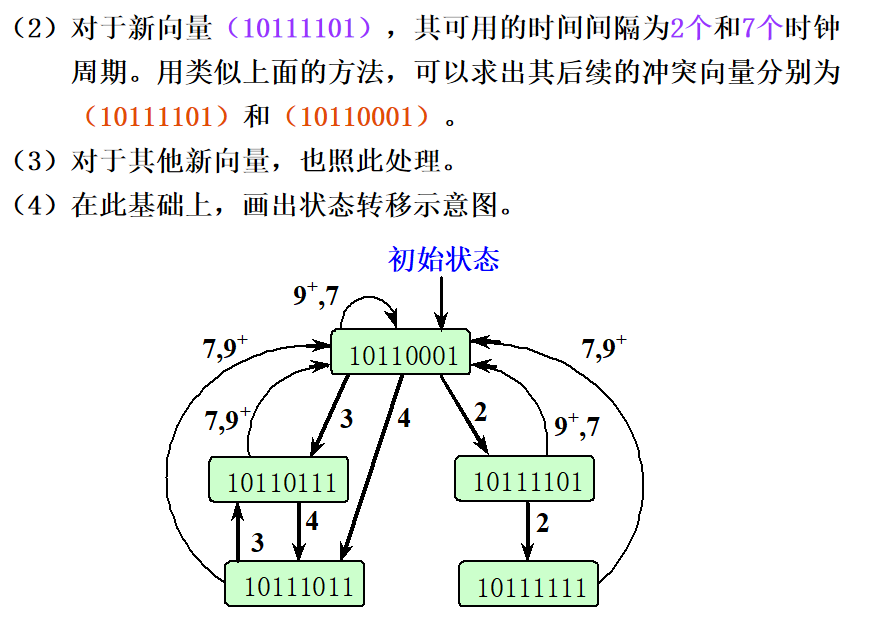 （2）对于新向量（10111101），其可用的时间间隔为2个和7个时钟
周期。用类似上面的方法，可以求出其后续的冲突向量分别为
（10111101）和（10110001）。
（3）对于其他新向量，也照此处理。
（4）在此基础上，画出状态转移示意图。
初始状态
9⁺,7
7,9⁺
10110001
7,9⁺
7,9⁺
3
4
2
9⁺,7
10110111
10111101
3
4
2
10111011
10111111